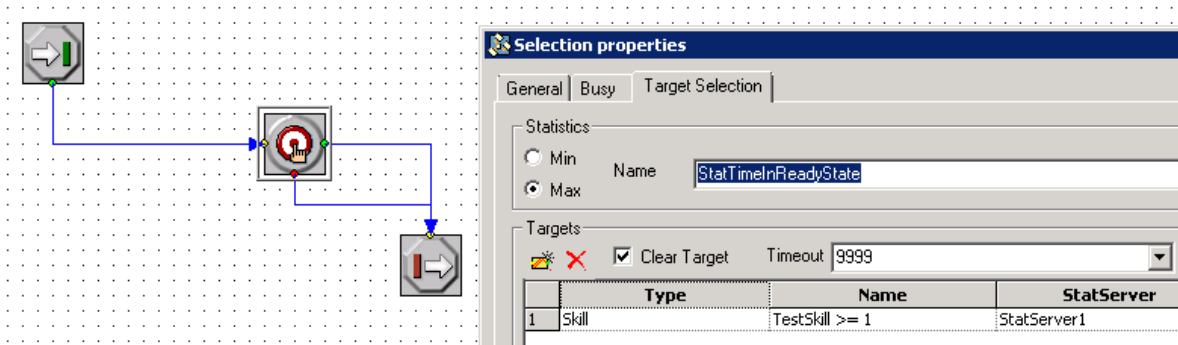 Selection properties
General Busy Target Selection
Statistics
Min
Name StatTimeInReadyState
Max
Targets
Clear Target Timeout 9999
Type Name StatServer
1 Skill TestSkill >= 1 StatServer1